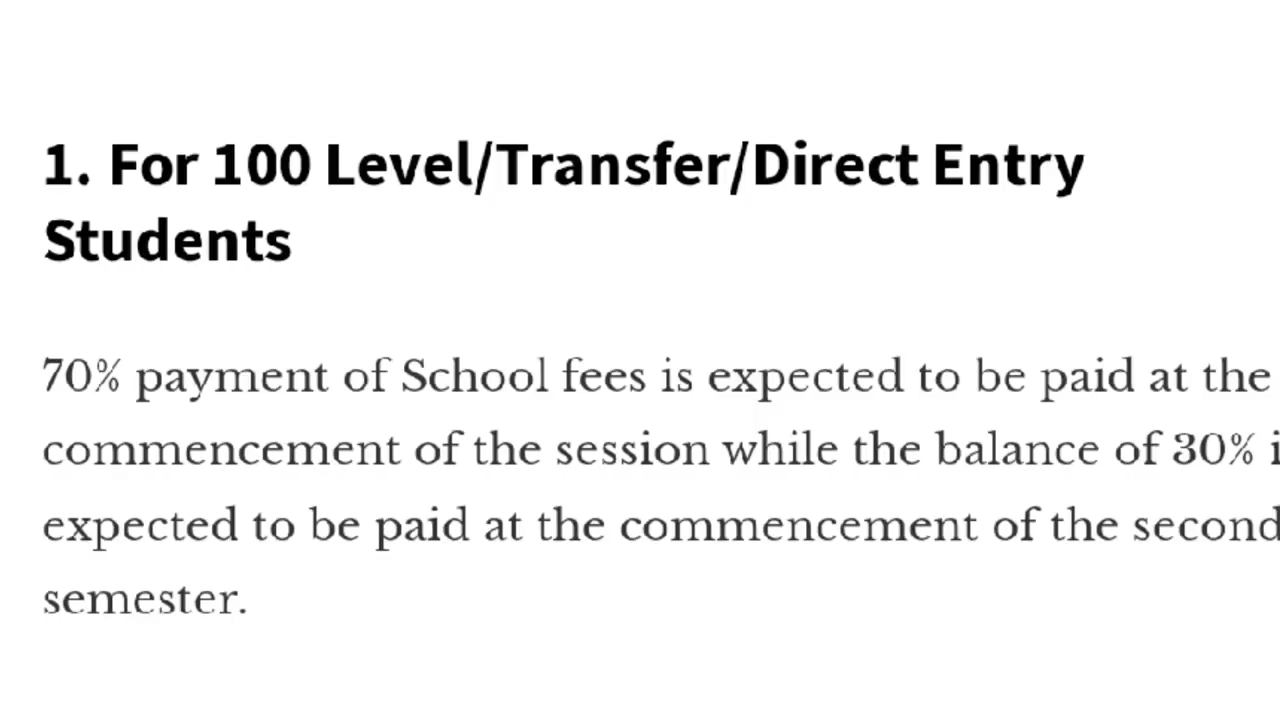 1. For 100 Level/Transfer/Direct Entry
Students
70% payment of School fees is expected to be paid at the
commencement of the session while the balance of 30% i
expected to be paid at the commencement of the second
semester.